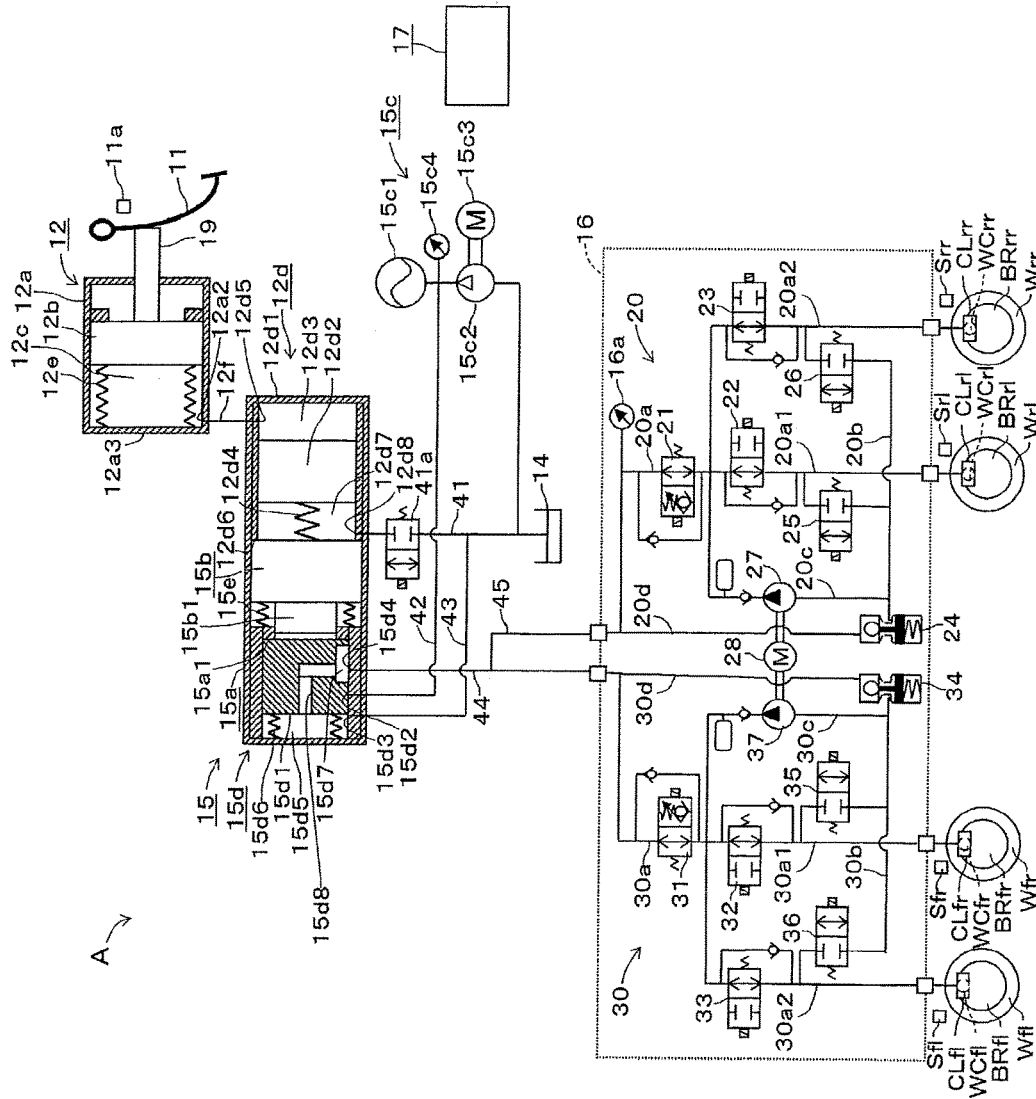 A
15
15d
15d6
15d1
15d5
15d7
15d8
15d3
15d2
15a
15a1
15b1
15e
15b
12d6
12d4
12d7
12d8
41a
15d4
12
12c
12b
12a
12e
12a3
12a2
12d5
12f
12d1
12d
12d3
12d2
11a
11
19
17
15c
15c1
15c4
15c3
15c2
M
41
14
42
43
44
45
16
16a
20
20a
21
22
23
20a1
20a2
25
26
20b
20c
20d
27
28
M
24
34
30
30a
31
32
33
30a1
30a2
35
36
30b
30c
30d
37
Sfl
CLfl
WCfl
BRfl
Wfl
Sfr
CLfr
WCfr
BRfr
Wfr
Srl
CLrl
WCrl
BRrl
Wrl
Srr
CLrr
WCrr
BRrr
Wrr